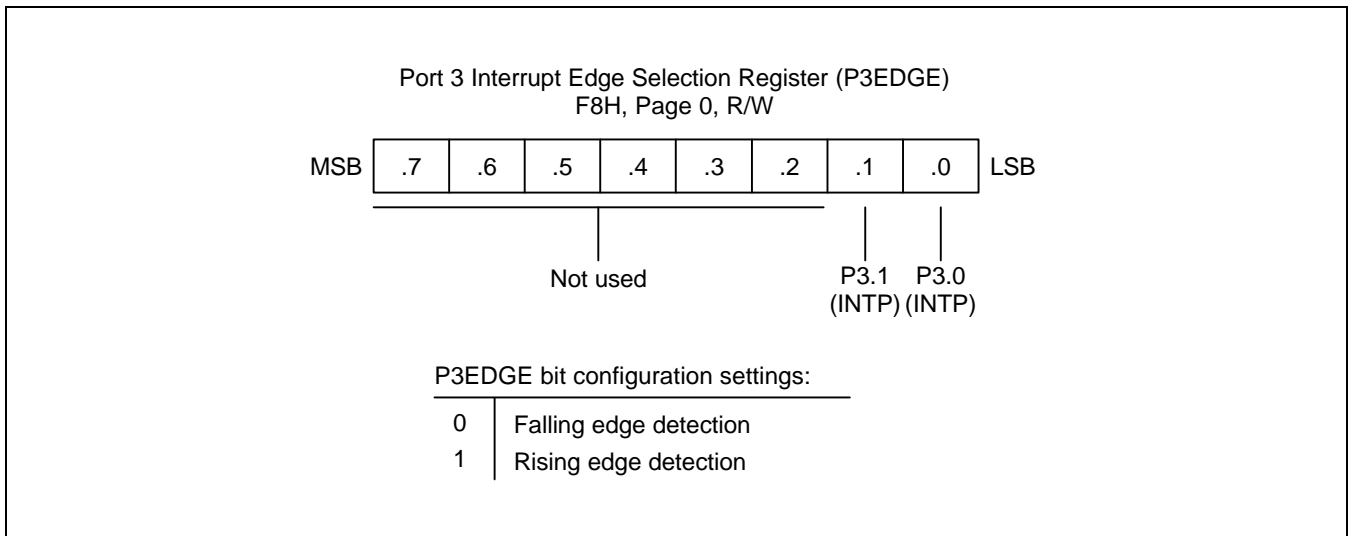 Port 3 Interrupt Edge Selection Register (P3EDGE)
F8H, Page 0, R/W
MSB .7 .6 .5 .4 .3 .2 .1 .0 LSB
Not used
P3.1 P3.0
(INTP) (INTP)
P3EDGE bit configuration settings:
0 Falling edge detection
1 Rising edge detection